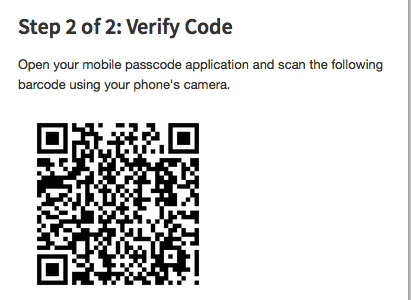 Step 2 of 2: Verify Code
Open your mobile passcode application and scan the following
barcode using your phone's camera.